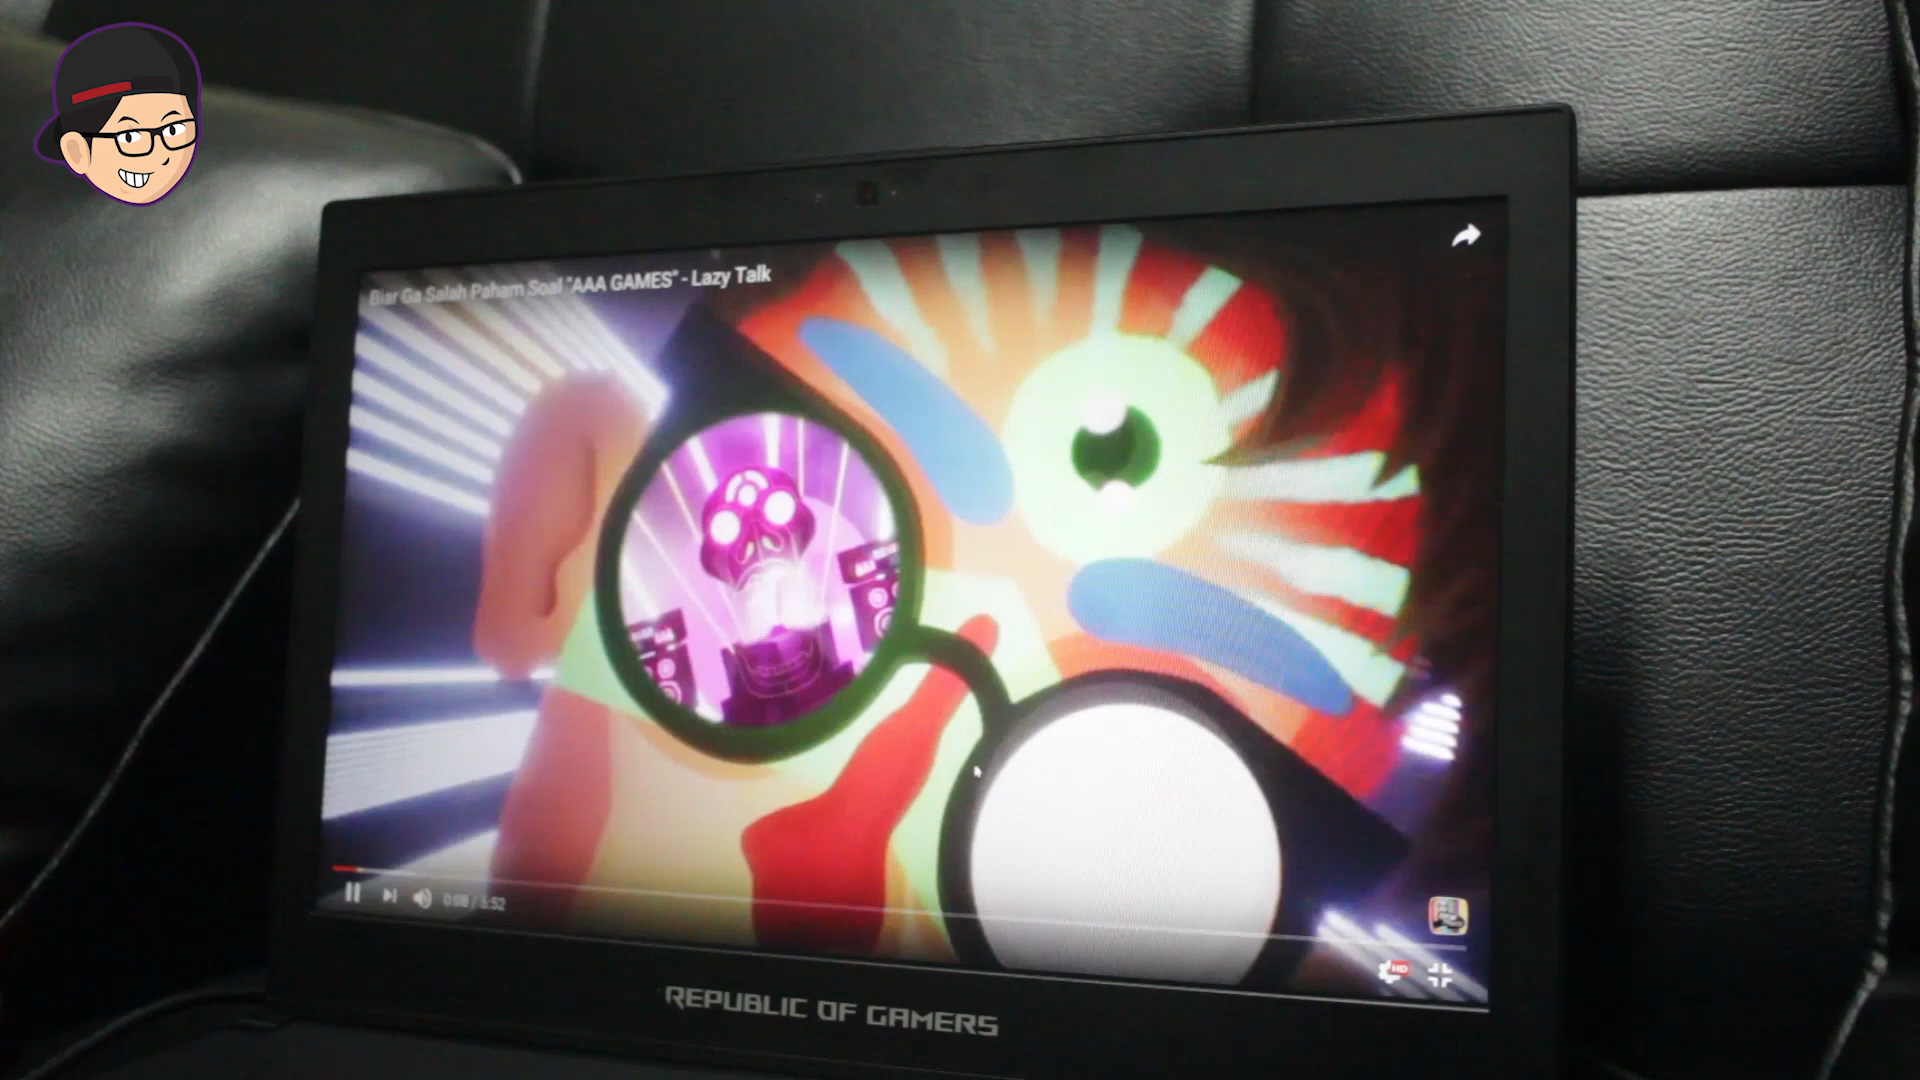 Biar Ga Salah Paham Soal "AAA GAMES" - Lazy Talk
0:08 / 5:52
HD
REPUBLIC OF GAMERS